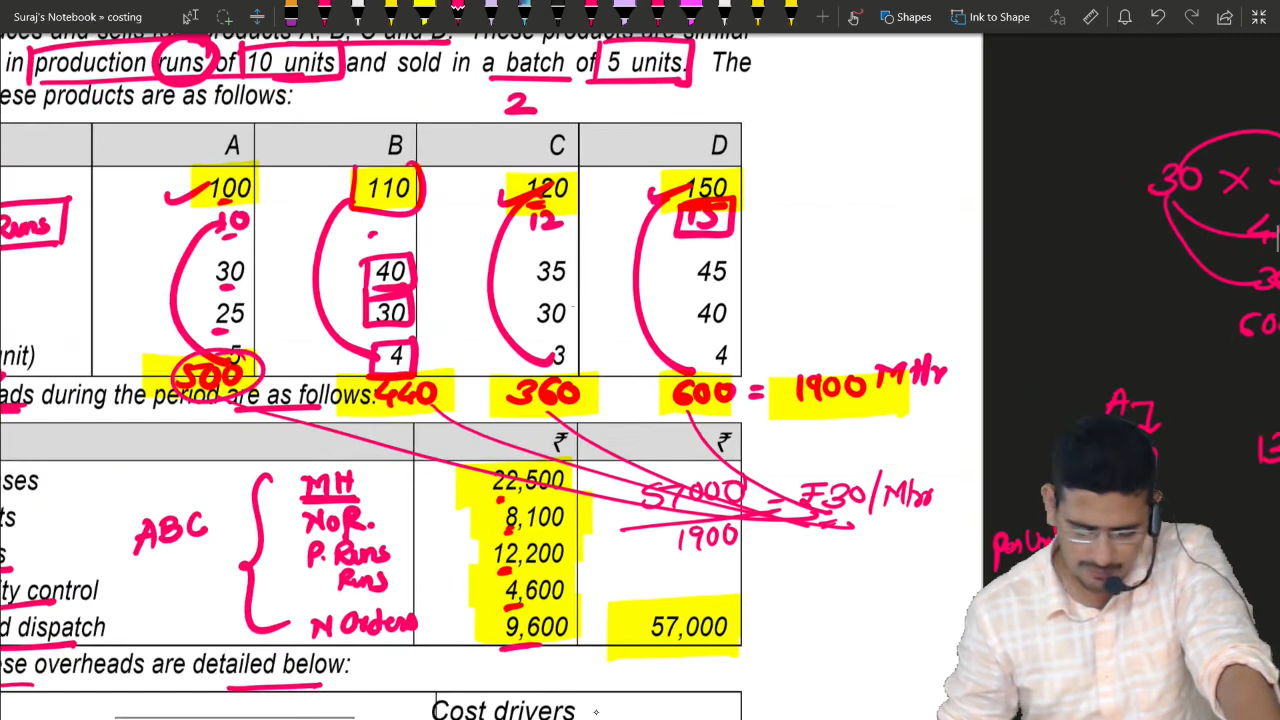 Suraj's Notebook » costing
Shapes
Ink to Shape
in production runs of 10 units and sold in a batch of 5 units. The
ese products are as follows:
2
A B C D
100 110 120 150
Runs 10 12 15
30 40 35 45
25 30 30 40
unit) 5 4 3 4
500 440 360 600 = 1900 MHr
ads during the period are as follows:
₹ ₹
ses MH 22,500 57000 = ₹30/Mhr
ts NoR. 8,100 1900
s P. Runs 12,200
ABC
Runs
ity control 4,600
d dispatch N Orders 9,600 57,000
se overheads are detailed below:
Cost drivers
30 ×
60
A